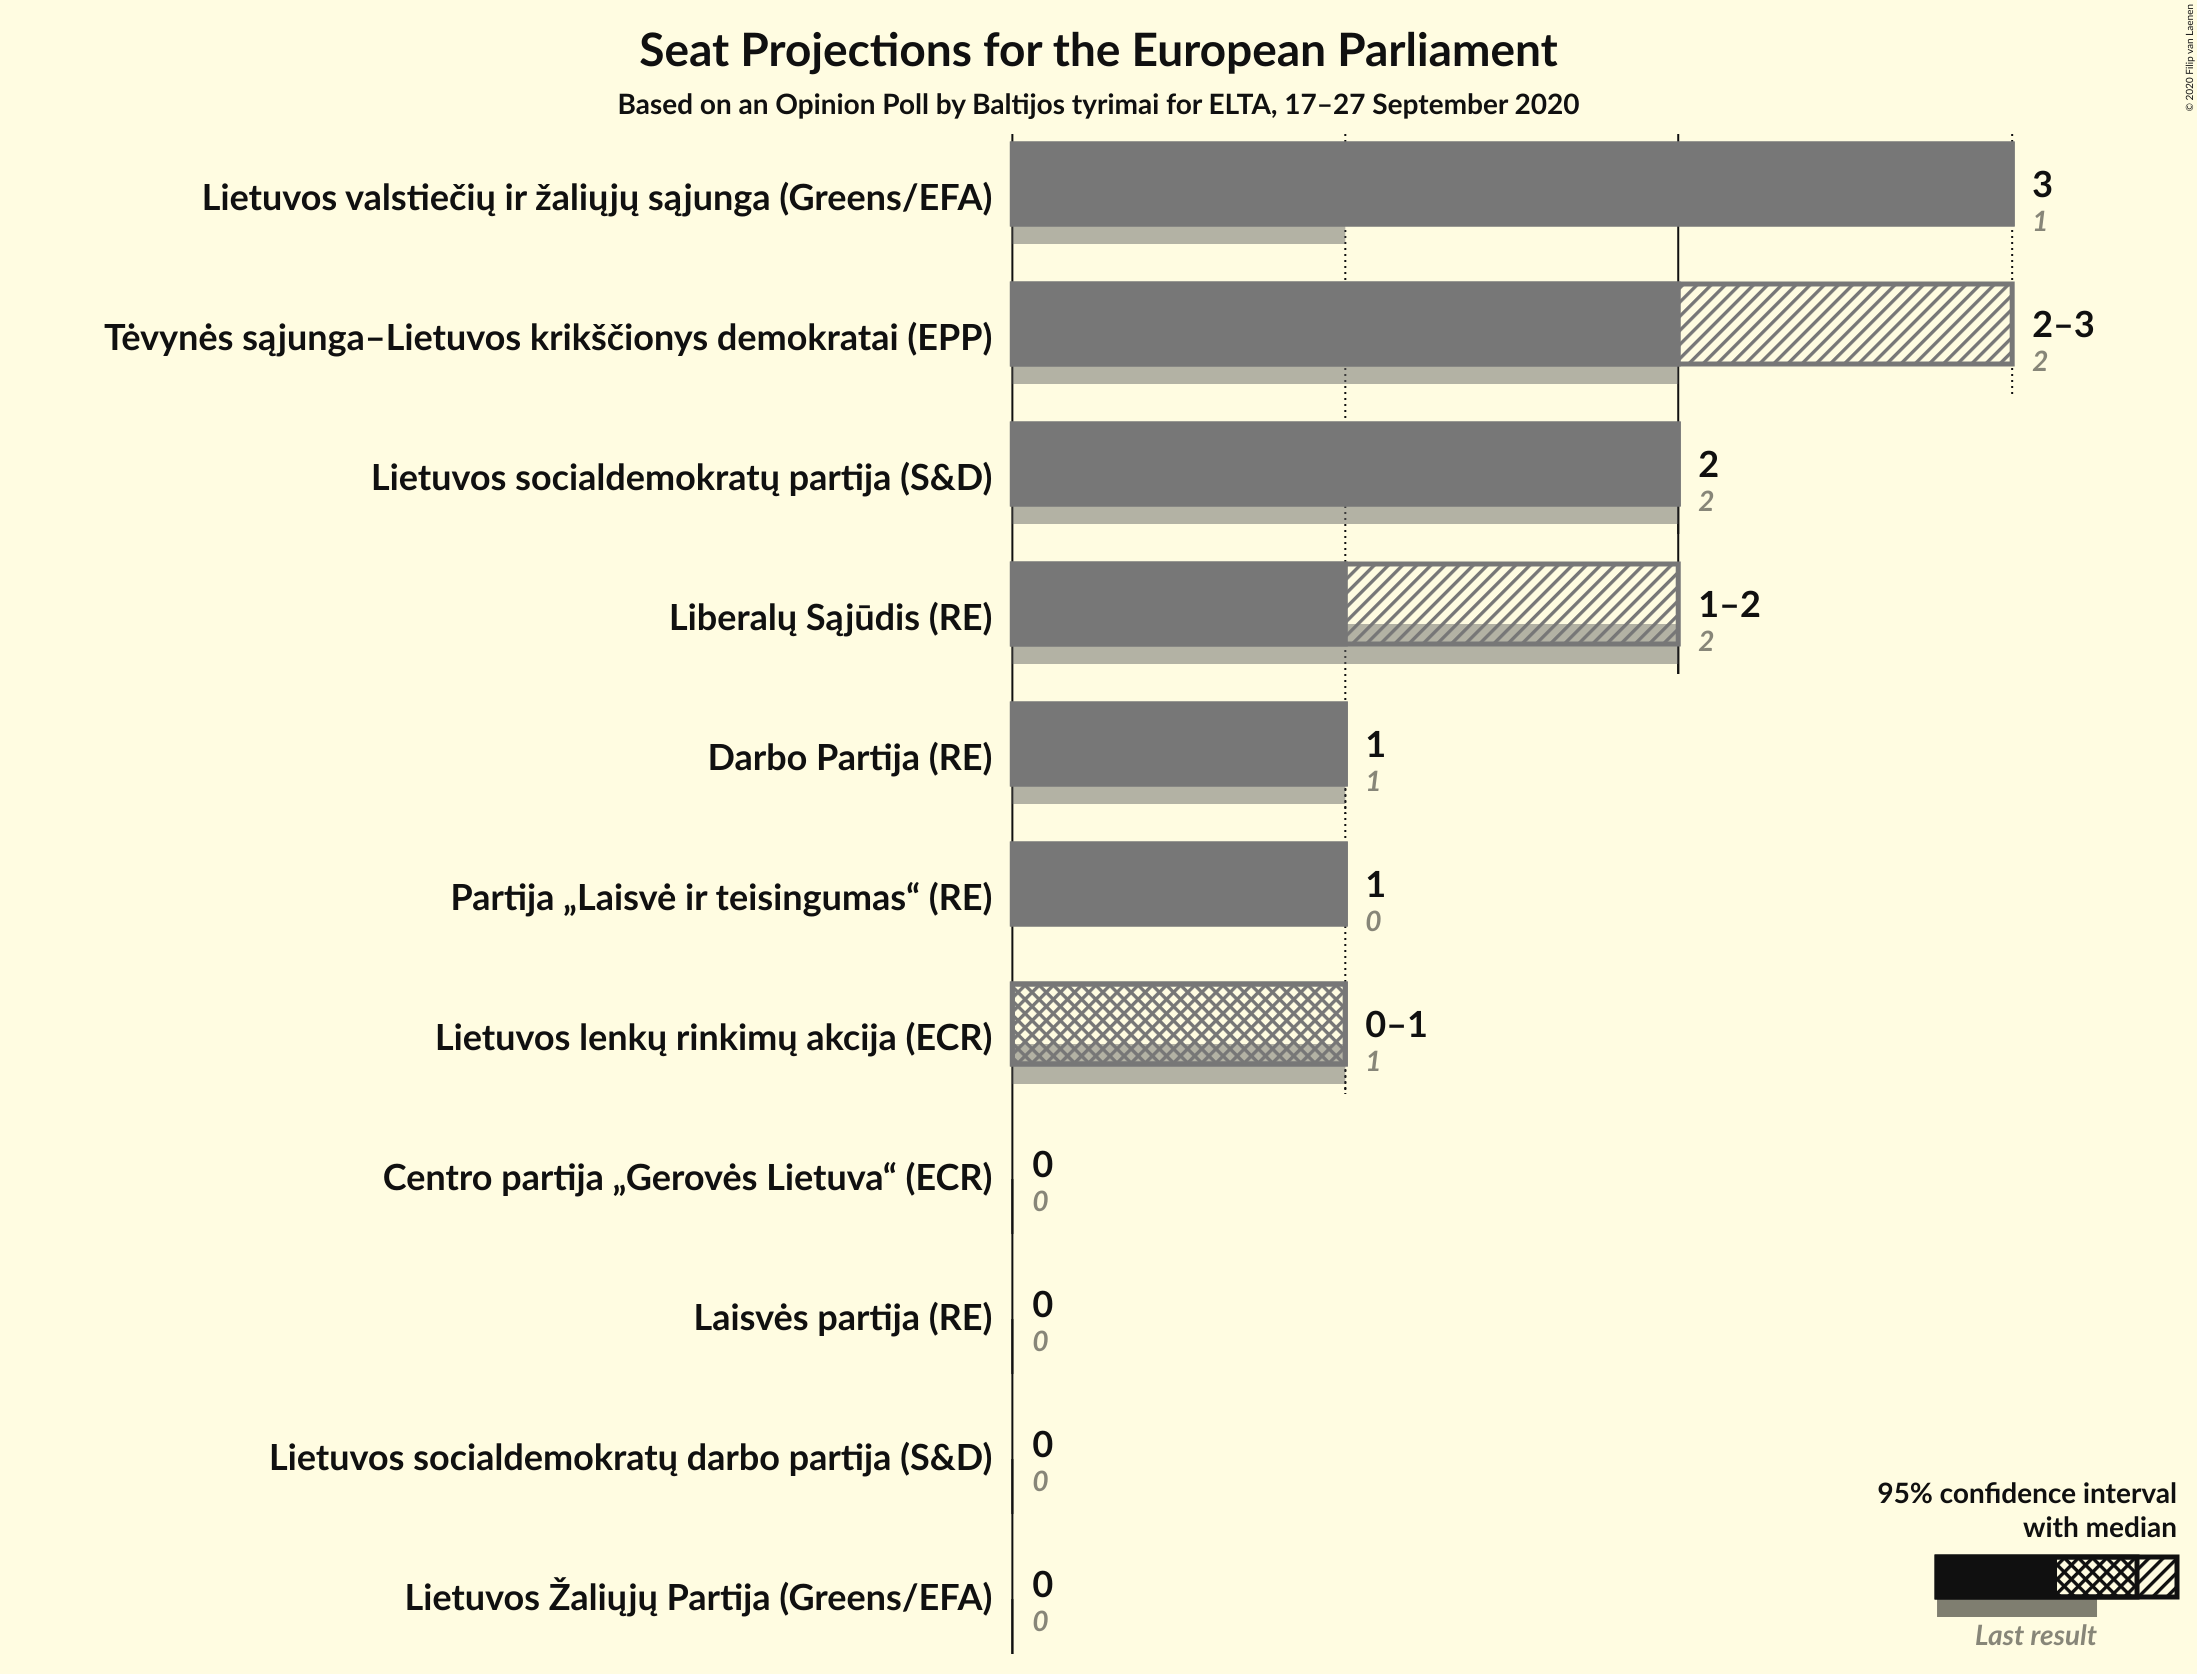 Seat Projections for the European Parliament
Based on an Opinion Poll by Baltijos tyrimai for ELTA, 17–27 September 2020
© 2020 Filip van Laenen
Lietuvos valstiečių ir žaliųjų sąjunga (Greens/EFA)
3
1
Tėvynės sąjunga–Lietuvos krikščionys demokratai (EPP)
2–3
2
Lietuvos socialdemokratų partija (S&D)
2
2
Liberalų Sąjūdis (RE)
1–2
2
Darbo Partija (RE)
1
1
Partija „Laisvė ir teisingumas“ (RE)
1
0
Lietuvos lenkų rinkimų akcija (ECR)
0–1
1
Centro partija „Gerovės Lietuva“ (ECR)
0
0
Laisvės partija (RE)
0
0
Lietuvos socialdemokratų darbo partija (S&D)
0
0
Lietuvos Žaliųjų Partija (Greens/EFA)
0
0
95% confidence interval
with median
Last result